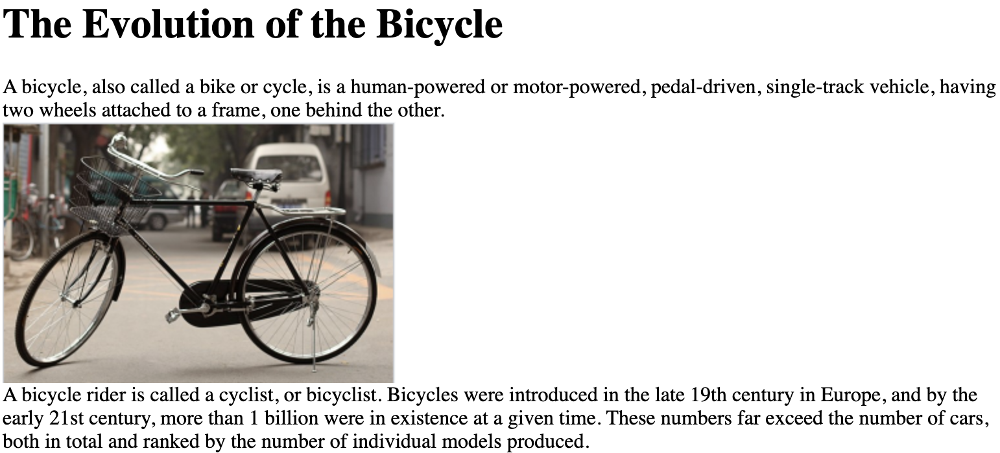 The Evolution of the Bicycle
A bicycle, also called a bike or cycle, is a human-powered or motor-powered, pedal-driven, single-track vehicle, having
two wheels attached to a frame, one behind the other.
A bicycle rider is called a cyclist, or bicyclist. Bicycles were introduced in the late 19th century in Europe, and by the
early 21st century, more than 1 billion were in existence at a given time. These numbers far exceed the number of cars,
both in total and ranked by the number of individual models produced.